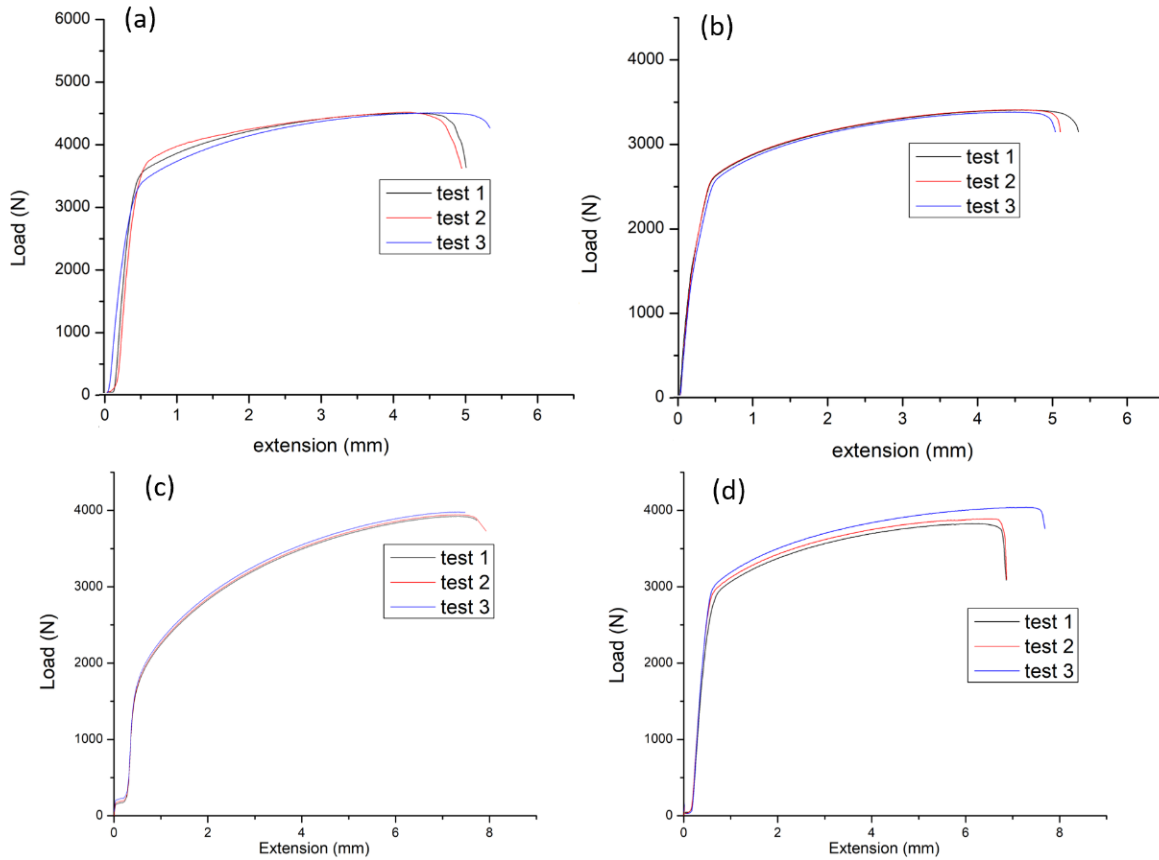 (a)
6000
5000
4000
3000
2000
1000
0
Load (N)
test 1
test 2
test 3
0 1 2 3 4 5 6
extension (mm)
(b)
4000
3000
2000
1000
0
Load (N)
test 1
test 2
test 3
0 1 2 3 4 5 6
extension (mm)
(c)
4000
3000
2000
1000
0
Load (N)
test 1
test 2
test 3
0 2 4 6 8
Extension (mm)
(d)
4000
3000
2000
1000
0
Load (N)
test 1
test 2
test 3
0 2 4 6 8
Extension (mm)